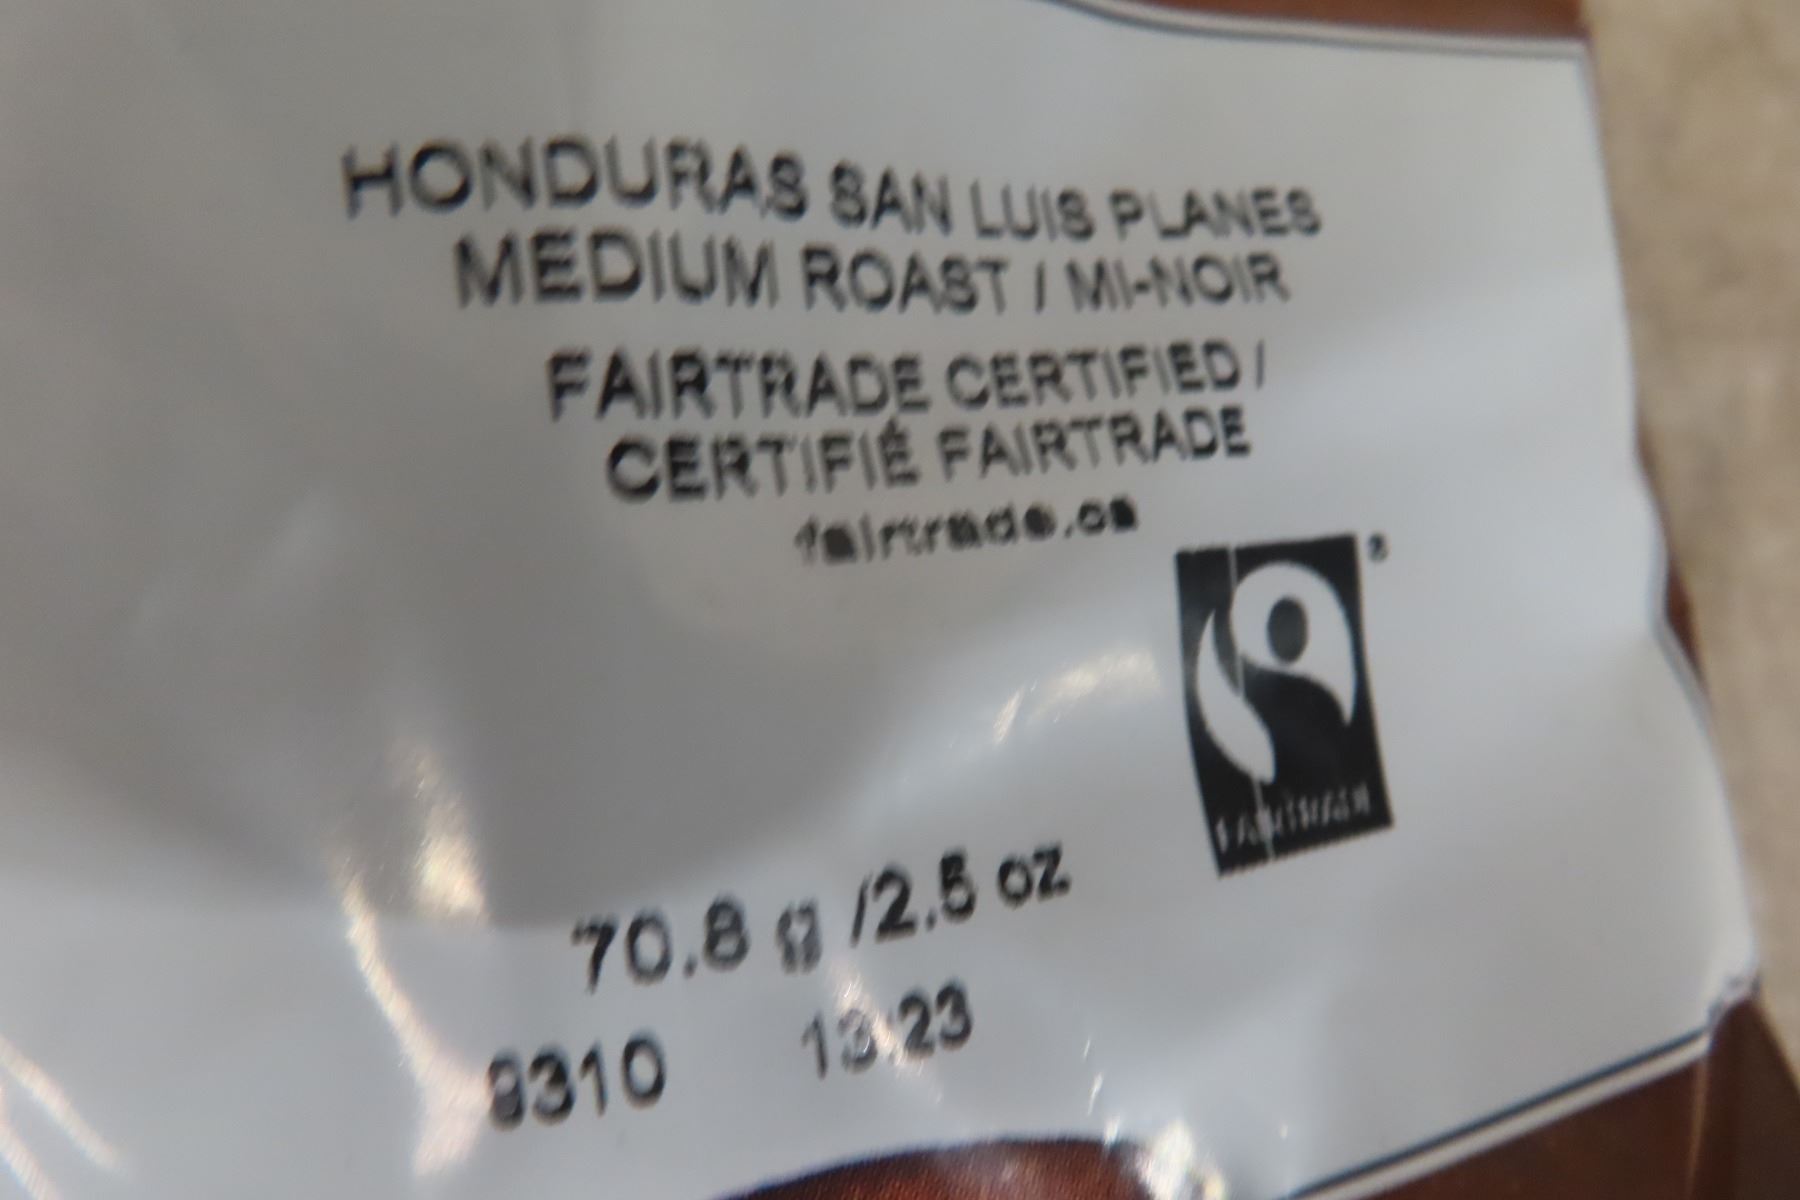 HONDURAS SAN LUIS PLANES
MEDIUM ROAST / MI-NOIR
FAIRTRADE CERTIFIED /
CERTIFIÉ FAIRTRADE
fairtrade.ca
®
FAIRTRADE
70.8 g /2.5 oz
9310 13:23